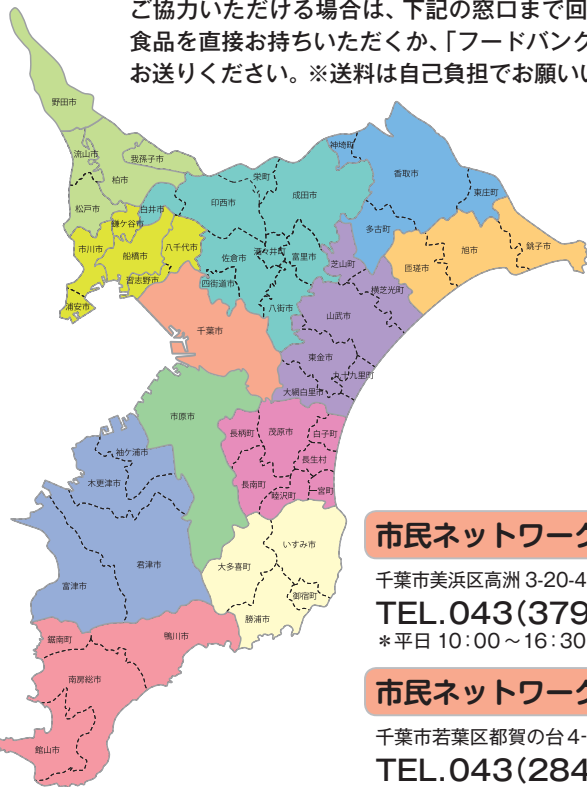 ご協力いただける場合は、下記の窓口まで回
食品を直接お持ちいただくか、「フードバンク
お送りください。※送料は自己負担でお願いい
野田市
流山市
我孫子市
柏市
松戸市
鎌ケ谷市
白井市
市川市
船橋市
八千代市
習志野市
浦安市
印西市
栄町
成田市
佐倉市
酒々井町
富里市
四街道市
八街市
神崎町
香取市
東庄町
多古町
匝瑳市
旭市
銚子市
芝山町
横芝光町
山武市
東金市
九十九里町
大網白里市
千葉市
市原市
長柄町
茂原市
白子町
長生村
長南町
睦沢町
一宮町
袖ケ浦市
木更津市
君津市
富津市
いすみ市
大多喜町
御宿町
勝浦市
鋸南町
鴨川市
南房総市
館山市
市民ネットワーク
千葉市美浜区高洲 3-20-4
TEL.043(379
*平日 10:00~16:30
市民ネットワーク
千葉市若葉区都賀の台 4-
TEL.043(284